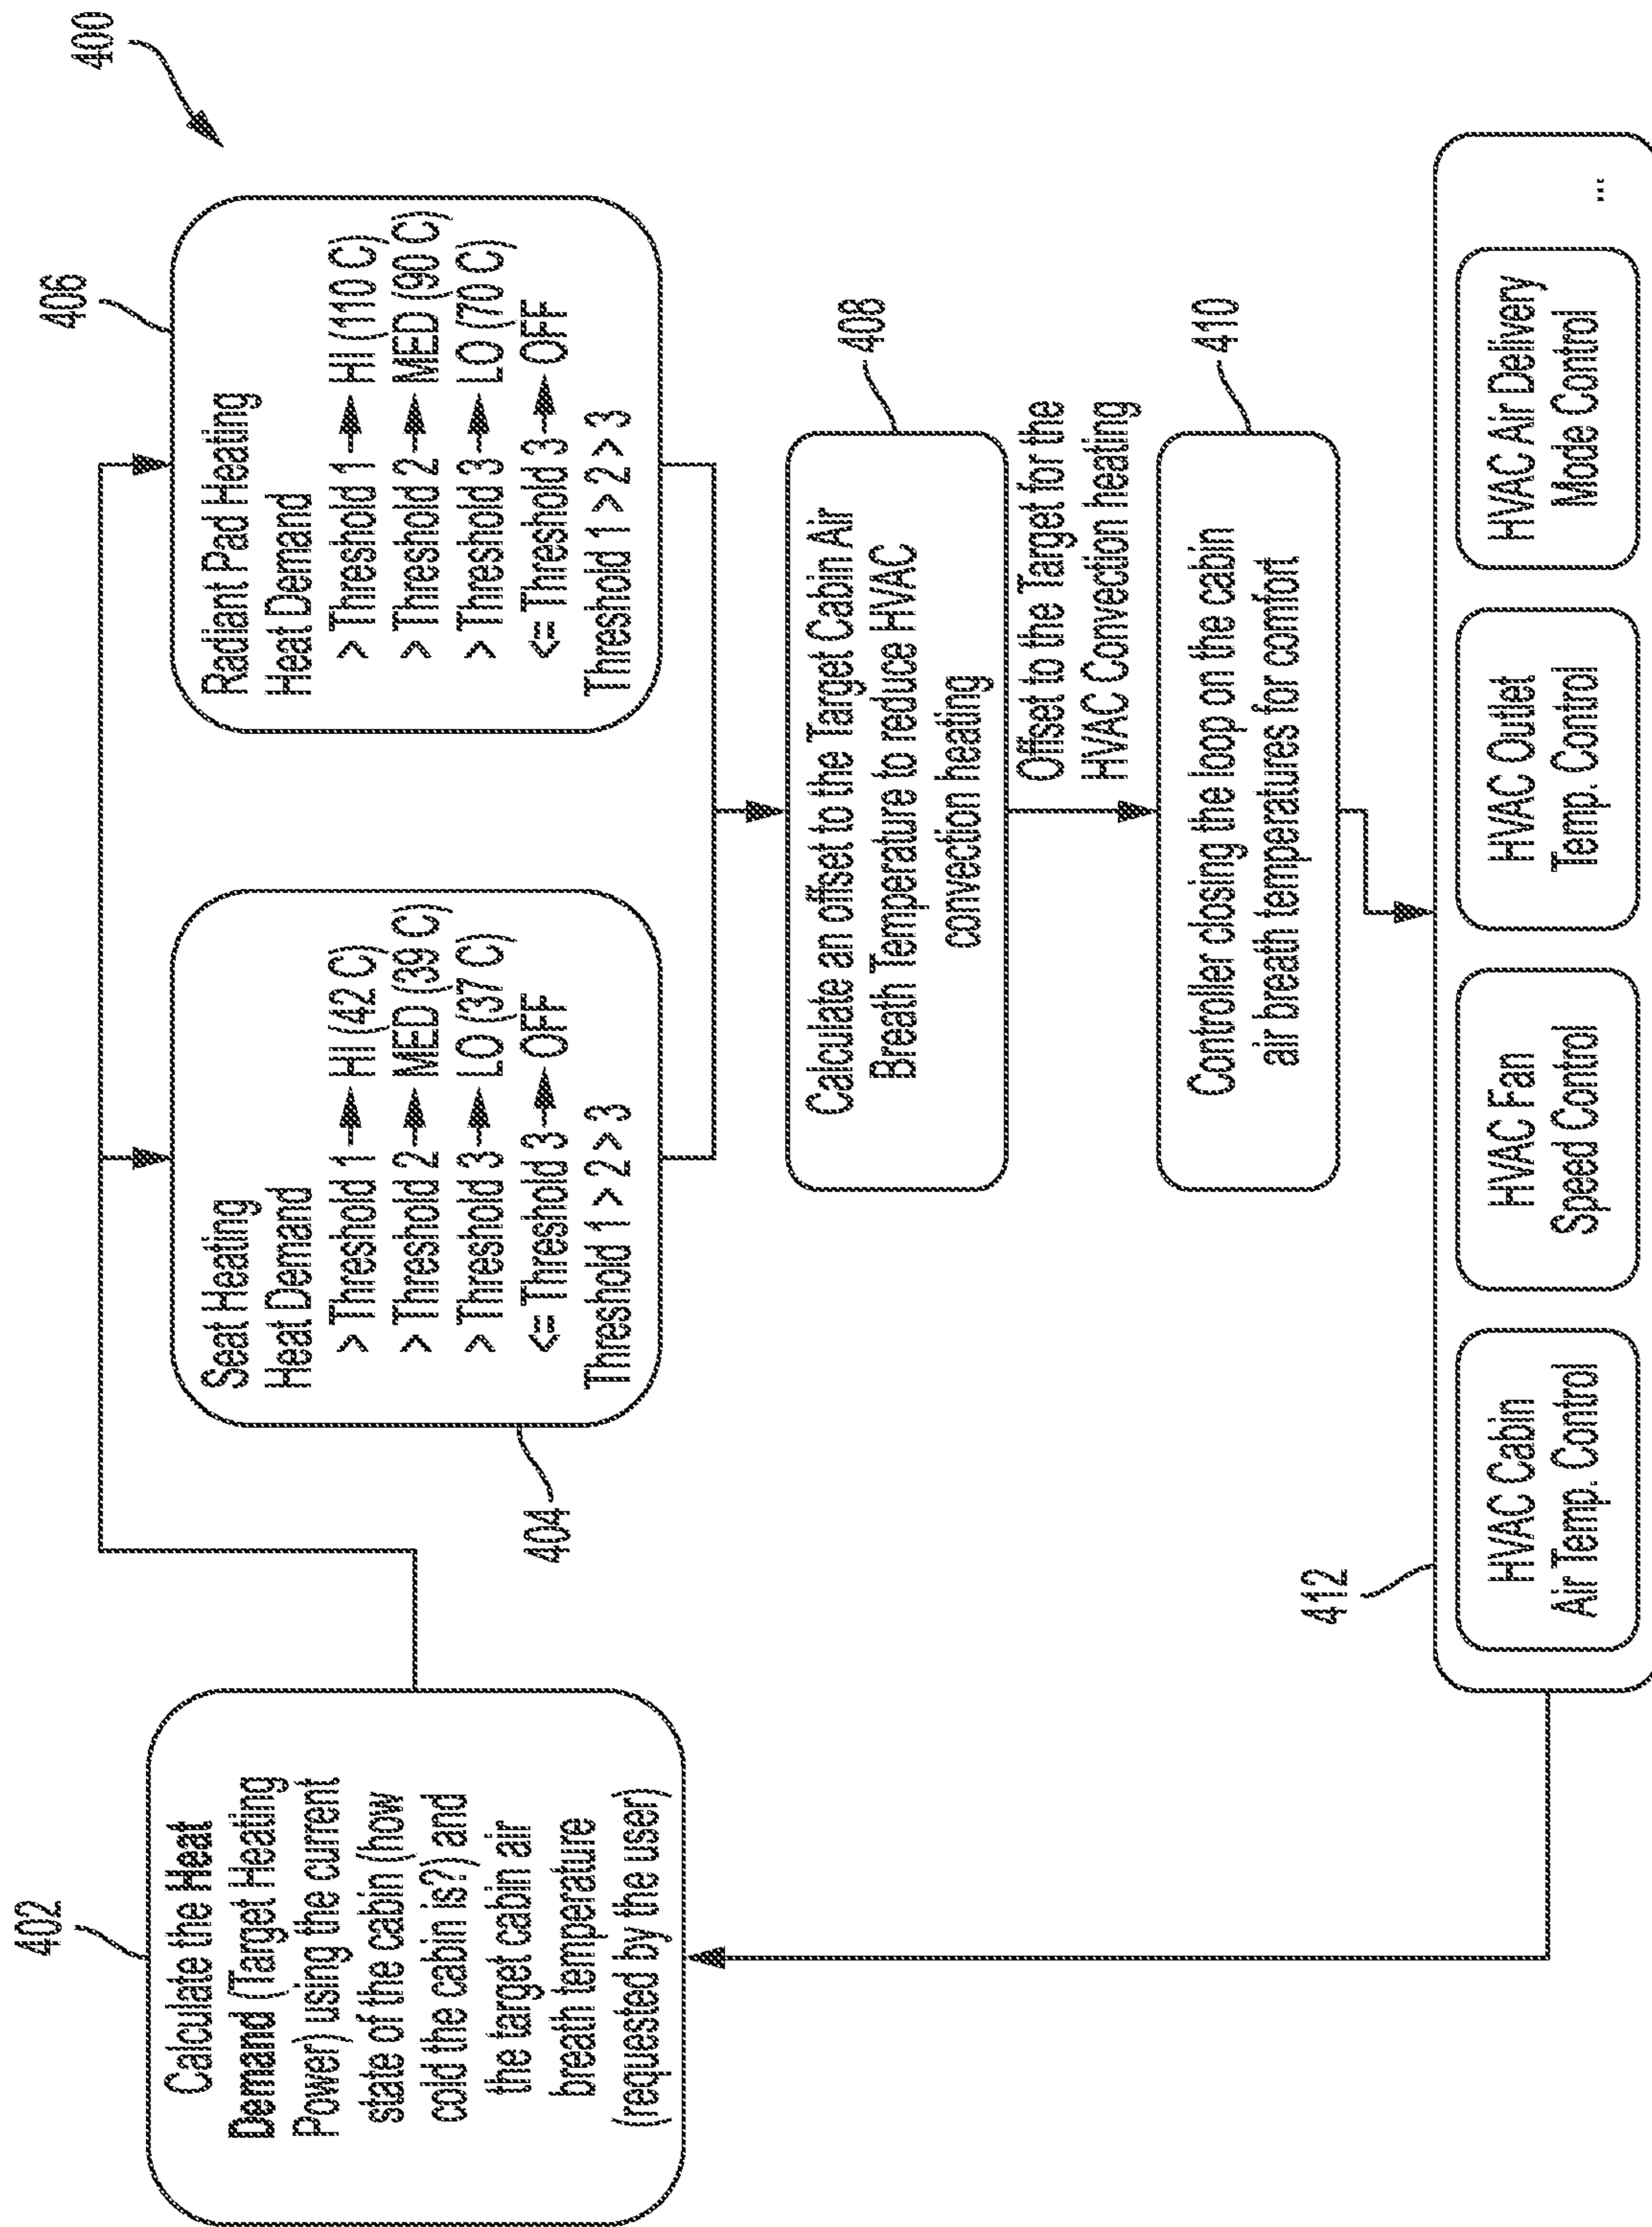 400
402
Calculate the Heat
Demand (Target Heating
Power) using the current
state of the cabin (how
cold the cabin is?) and
the target cabin air
breath temperature
(requested by the user)
404
Seat Heating
Heat Demand
> Threshold 1 → HI (42 C)
> Threshold 2 → MED (39 C)
> Threshold 3 → LO (37 C)
<= Threshold 3 → OFF
Threshold 1 > 2 > 3
406
Radiant Pad Heating
Heat Demand
> Threshold 1 → HI (110 C)
> Threshold 2 → MED (90 C)
> Threshold 3 → LO (70 C)
<= Threshold 3 → OFF
Threshold 1 > 2 > 3
408
Calculate an offset to the Target Cabin Air
Breath Temperature to reduce HVAC
convection heating
Offset to the Target for the
HVAC Convection heating
410
Controller closing the loop on the cabin
air breath temperatures for comfort
412
HVAC Cabin
Air Temp. Control
HVAC Fan
Speed Control
HVAC Outlet
Temp. Control
HVAC Air Delivery
Mode Control
...